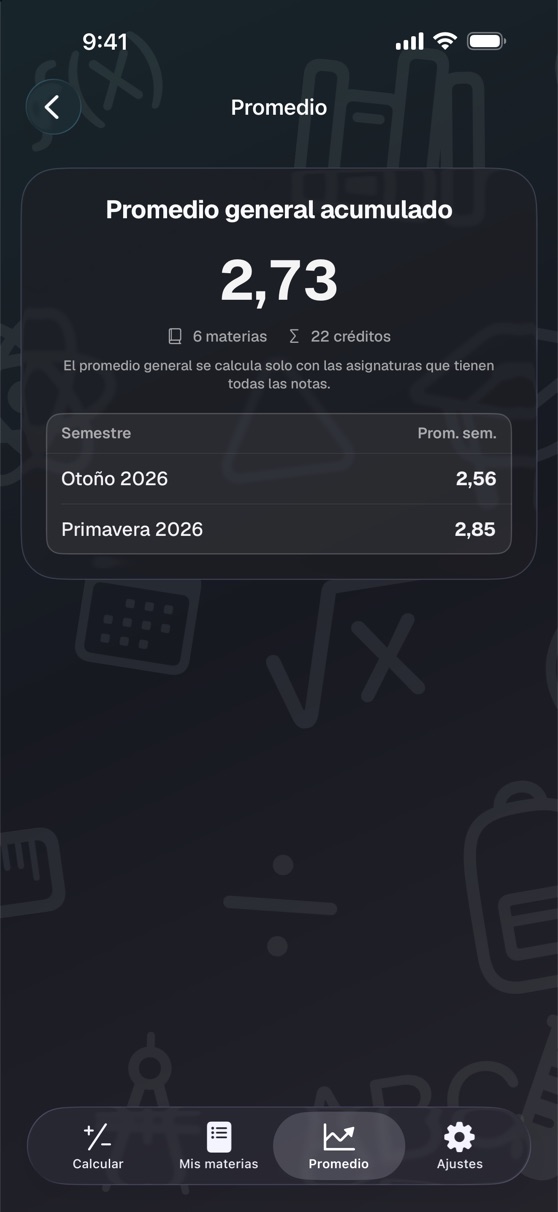 9:41
Promedio
Promedio general acumulado
2,73
6 materias Σ 22 créditos
El promedio general se calcula solo con las asignaturas que tienen
todas las notas.
Semestre Prom. sem.
Otoño 2026 2,56
Primavera 2026 2,85
f(x)
√x
÷
ABC
+/− 
Calcular Mis materias Promedio Ajustes